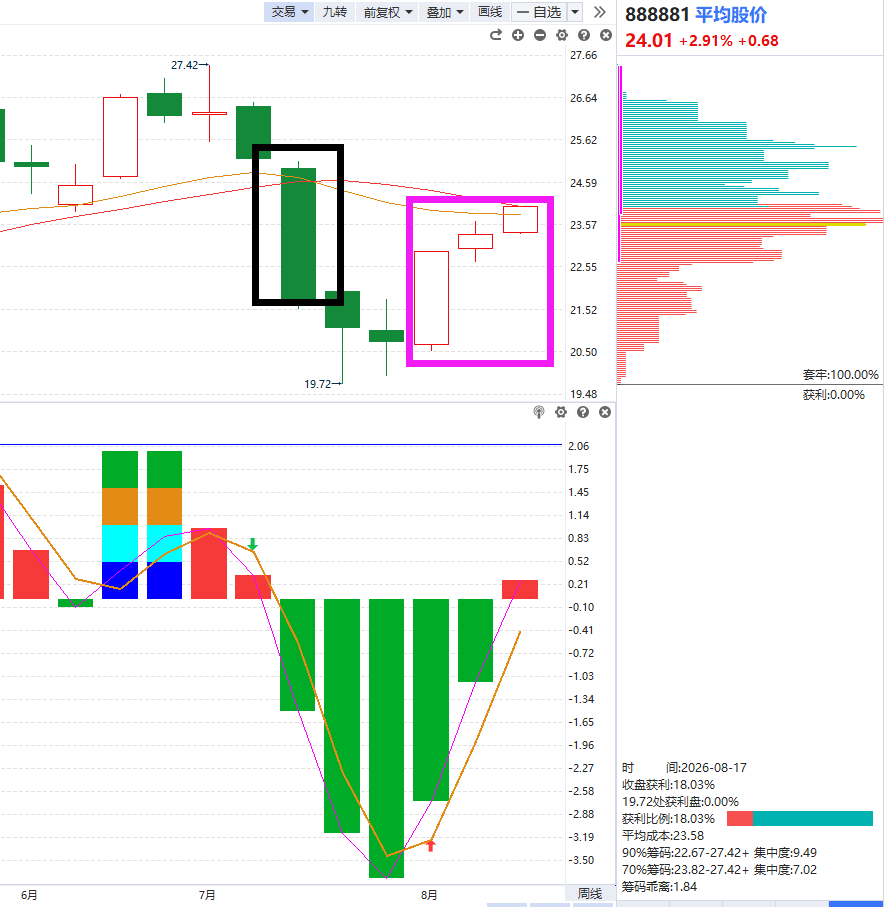 交易 九转 前复权 叠加 画线 一自选
888881 平均股价
24.01 +2.91% +0.68
27.66
27.42
26.64
25.62
24.59
23.57
22.55
21.52
20.50
19.72
19.48
套牢:100.00%
获利:0.00%
2.06
1.75
1.45
1.14
0.83
0.52
0.21
-0.10
-0.41
-0.72
-1.03
-1.34
-1.65
-1.96
-2.27
-2.58
-2.88
-3.19
-3.50
时 间:2026-08-17
收盘获利:18.03%
19.72处获利盘:0.00%
获利比例:18.03%
平均成本:23.58
90%筹码:22.67-27.42+ 集中度:9.49
70%筹码:23.82-27.42+ 集中度:7.02
筹码乖离:1.84
6月 7月 8月 周线